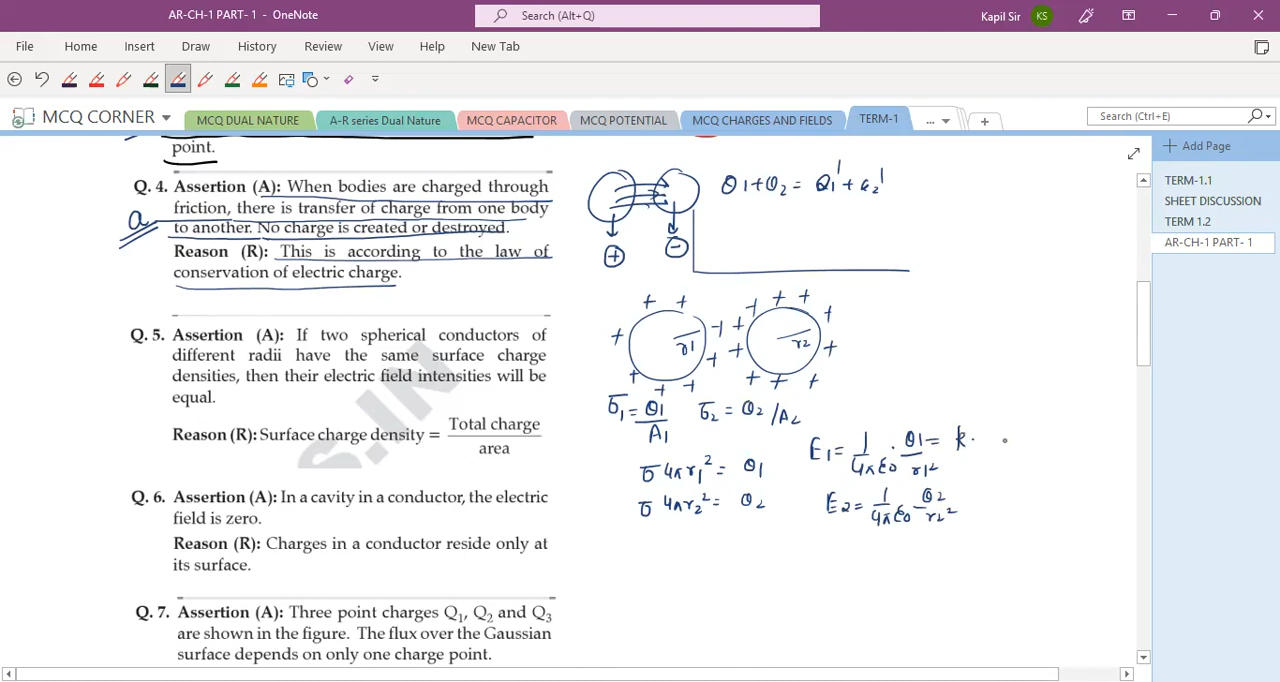 AR-CH-1 PART- 1 - OneNote
Search (Alt+Q)
Kapil Sir
KS
File Home Insert Draw History Review View Help New Tab
MCQ CORNER
MCQ DUAL NATURE
A-R series Dual Nature
MCQ CAPACITOR
MCQ POTENTIAL
MCQ CHARGES AND FIELDS
TERM-1
...
Search (Ctrl+E)
Add Page
TERM-1.1
SHEET DISCUSSION
TERM 1.2
AR-CH-1 PART- 1
point.
Q. 4. Assertion (A): When bodies are charged through
friction, there is transfer of charge from one body
to another. No charge is created or destroyed.
Reason (R): This is according to the law of
conservation of electric charge.
a
Q. 5. Assertion (A): If two spherical conductors of
different radii have the same surface charge
densities, then their electric field intensities will be
equal.
Reason (R): Surface charge density = Total charge / area
S.IN
Q. 6. Assertion (A): In a cavity in a conductor, the electric
field is zero.
Reason (R): Charges in a conductor reside only at
its surface.
Q. 7. Assertion (A): Three point charges Q₁, Q₂ and Q₃
are shown in the figure. The flux over the Gaussian
surface depends on only one charge point.
Q1+Q2 = Q1' + Q2'
+ −
+ + + + + + + + + +
r1
+ + + + + + + + + +
r2
σ1 = Q1/A1 σ2 = Q2/A2
σ 4πr1² = Q1
σ 4πr2² = Q2
E1 = 1/4πε0 · Q1/r1² = k.
E2 = 1/4πε0 Q2/r2²